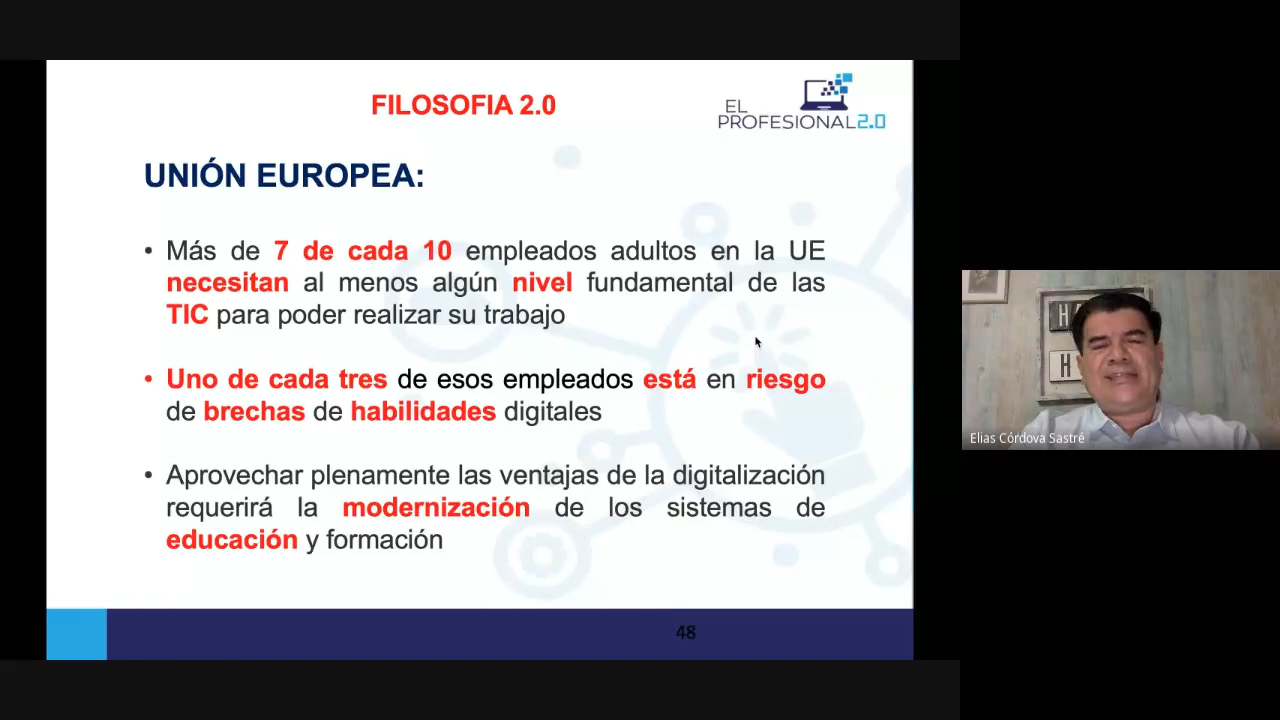 FILOSOFIA 2.0
EL
PROFESIONAL2.0
UNIÓN EUROPEA:
• Más de 7 de cada 10 empleados adultos en la UE
necesitan al menos algún nivel fundamental de las
TIC para poder realizar su trabajo
• Uno de cada tres de esos empleados está en riesgo
de brechas de habilidades digitales
• Aprovechar plenamente las ventajas de la digitalización
requerirá la modernización de los sistemas de
educación y formación
48
Elias Córdova Sastré